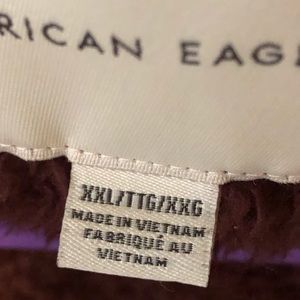 RICAN EAG
XXL/TTG/XXG
MADE IN VIETNAM
FABRIQUÉ AU
VIETNAM